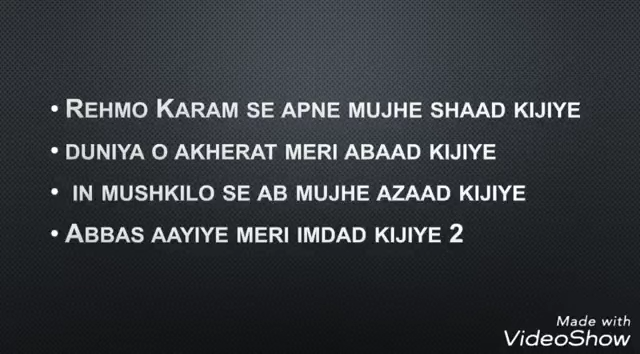 • Rehmo Karam se apne mujhe shaad kijiye
• duniya o akherat meri abaad kijiye
• in mushkilo se ab mujhe azaad kijiye
• Abbas aayiye meri imdad kijiye 2
Made with
VideoShow